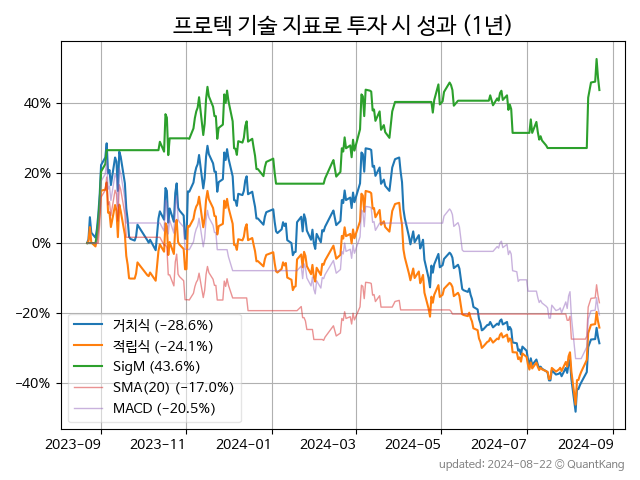 프로텍 기술 지표로 투자 시 성과 (1년)
40%
20%
0%
−20%
−40%
거치식 (−28.6%)
적립식 (−24.1%)
SigM (43.6%)
SMA(20) (−17.0%)
MACD (−20.5%)
2023−09
2023−11
2024−01
2024−03
2024−05
2024−07
2024−09
updated: 2024-08-22 ⓒ QuantKang